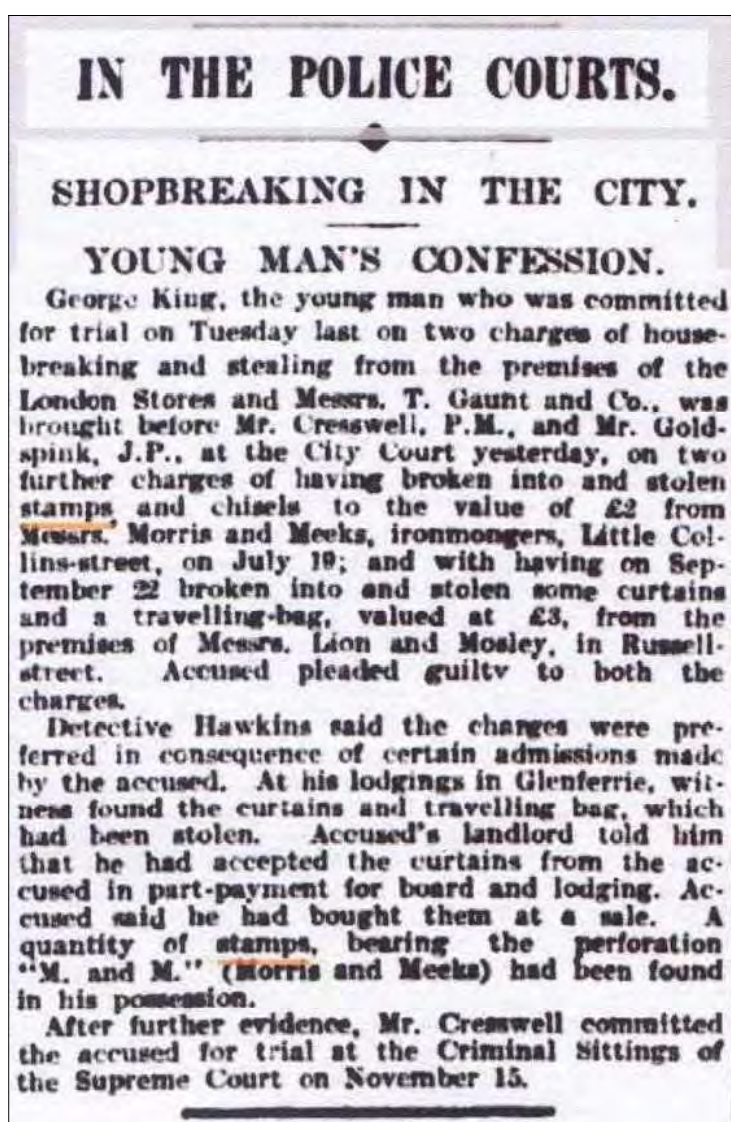 IN THE POLICE COURTS.
SHOPBREAKING IN THE CITY.
YOUNG MAN'S CONFESSION.
George King, the young man who was committed
for trial on Tuesday last on two charges of house-
breaking and stealing from the premises of the
London Stores and Messrs. T. Gaunt and Co., was
brought before Mr. Cresswell, P.M., and Mr. Gold-
spink, J.P., at the City Court yesterday, on two
further charges of having broken into and stolen
stamps and chisels to the value of £2 from
Messrs. Morris and Meeks, ironmongers, Little Col-
lins-street, on July 19; and with having on Sep-
tember 22 broken into and stolen some curtains
and a travelling-bag, valued at £3, from the
premises of Messrs. Lion and Mosley, in Russell-
street. Accused pleaded guilty to both the
charges.
Detective Hawkins said the charges were pre-
ferred in consequence of certain admissions made
by the accused. At his lodgings in Glenferrie, wit-
ness found the curtains and travelling bag, which
had been stolen. Accused's landlord told him
that he had accepted the curtains from the ac-
cused in part-payment for board and lodging. Ac-
cused said he had bought them at a sale. A
quantity of stamps, bearing the perforation
"M. and M." (Morris and Meeks) had been found
in his possession.
After further evidence, Mr. Cresswell committed
the accused for trial at the Criminal Sittings of
the Supreme Court on November 15.